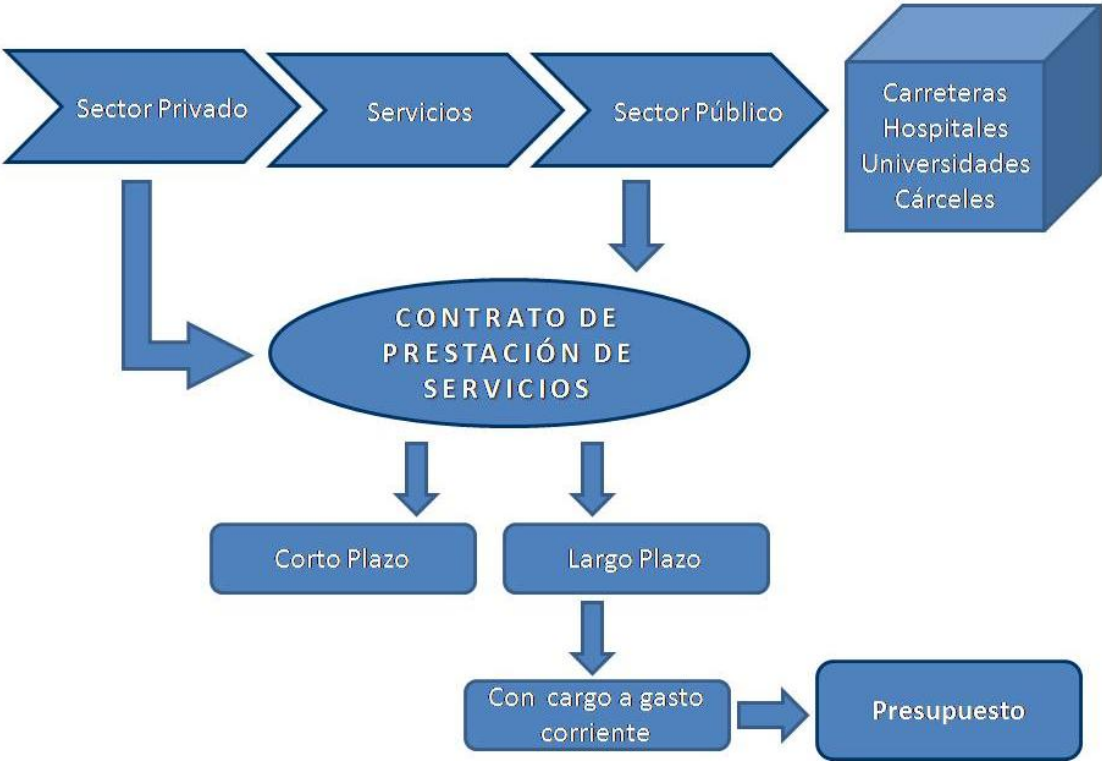 Sector Privado
Servicios
Sector Público
Carreteras
Hospitales
Universidades
Cárceles
CONTRATO DE
PRESTACIÓN DE
SERVICIOS
Corto Plazo
Largo Plazo
Con cargo a gasto
corriente
Presupuesto